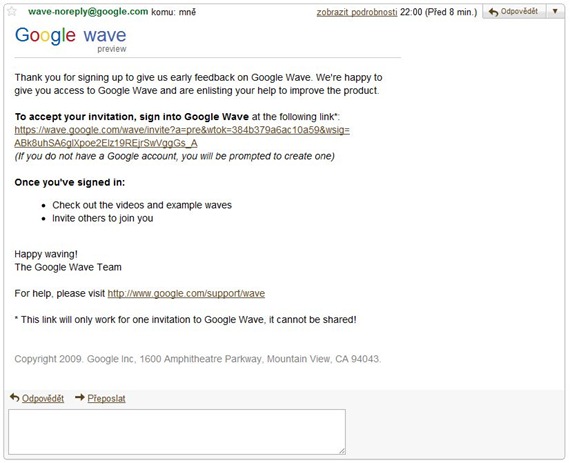 wave-noreply@google.com komu: mně zobrazit podrobnosti 22:00 (Před 8 min.) Odpovědět
Google wave
preview
Thank you for signing up to give us early feedback on Google Wave. We're happy to
give you access to Google Wave and are enlisting your help to improve the product.
To accept your invitation, sign into Google Wave at the following link*:
https://wave.google.com/wave/invite?a=pre&wtok=384b379a6ac10a59&wsig=
ABk8uhSA6glXpoe2Elz19REjrSwVggGs_A
(If you do not have a Google account, you will be prompted to create one)
Once you've signed in:
• Check out the videos and example waves
• Invite others to join you
Happy waving!
The Google Wave Team
For help, please visit http://www.google.com/support/wave
* This link will only work for one invitation to Google Wave, it cannot be shared!
Copyright 2009. Google Inc, 1600 Amphitheatre Parkway, Mountain View, CA 94043.
Odpovědět Přeposlat